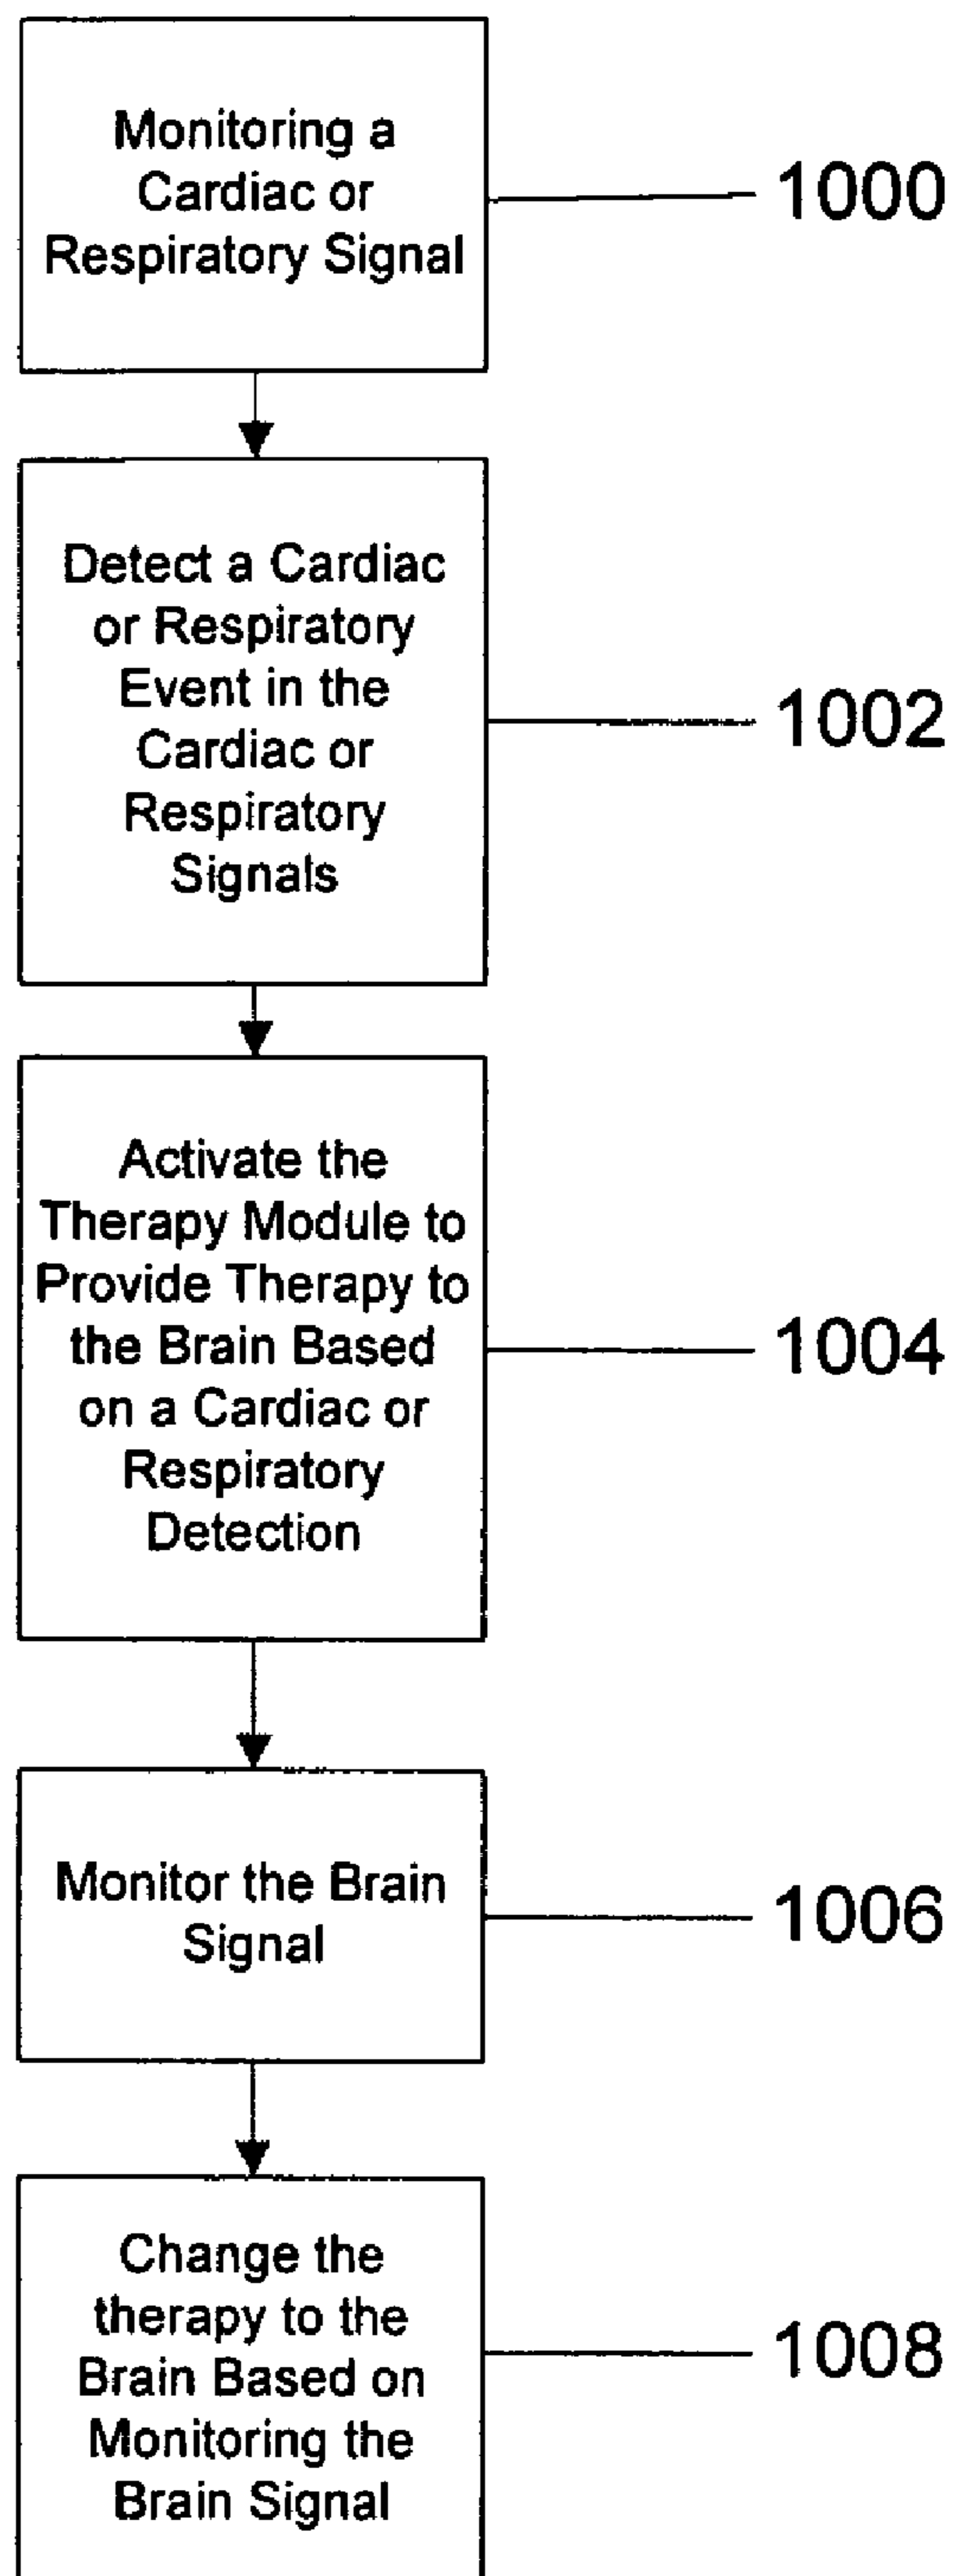 Monitoring a
Cardiac or
Respiratory Signal
1000
Detect a Cardiac
or Respiratory
Event in the
Cardiac or
Respiratory
Signals
1002
Activate the
Therapy Module to
Provide Therapy to
the Brain Based
on a Cardiac or
Respiratory
Detection
1004
Monitor the Brain
Signal
1006
Change the
therapy to the
Brain Based on
Monitoring the
Brain Signal
1008